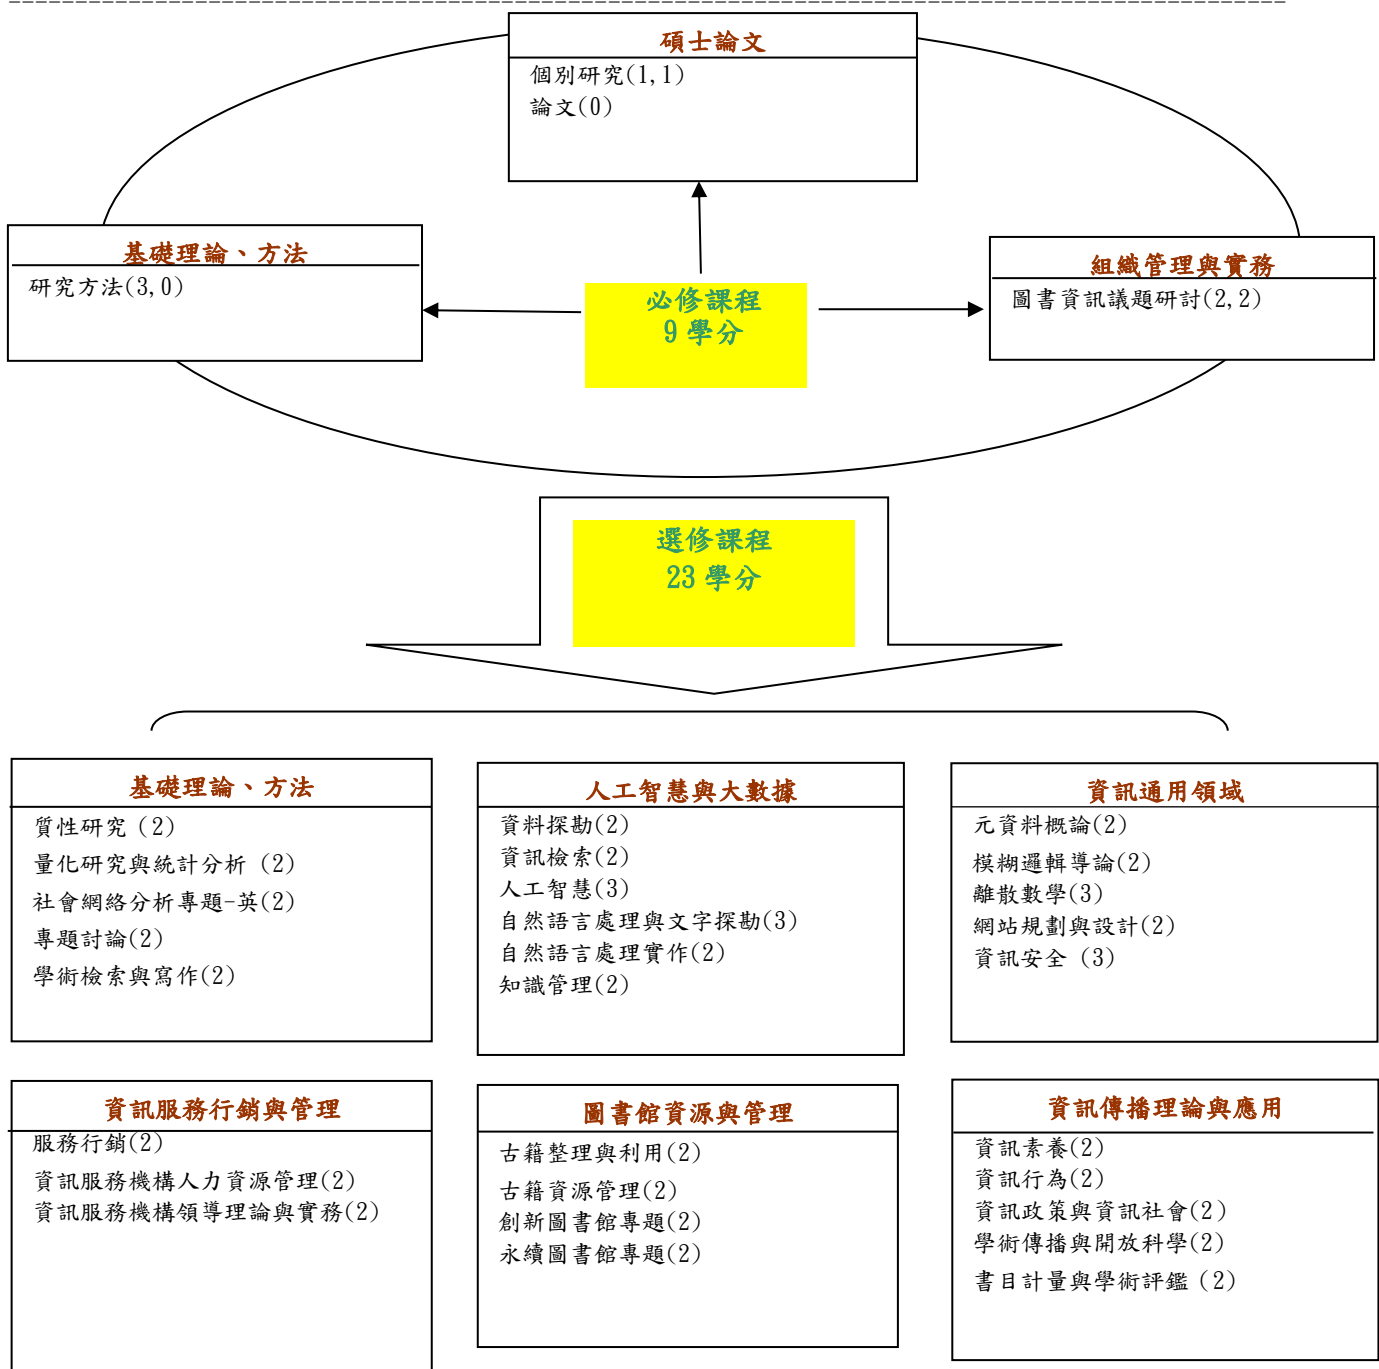 碩士論文
個別研究(1,1)
論文(0)
基礎理論、方法
研究方法(3,0)
必修課程
9 學分
組織管理與實務
圖書資訊議題研討(2,2)
選修課程
23 學分
基礎理論、方法
質性研究 (2)
量化研究與統計分析 (2)
社會網絡分析專題-英(2)
專題討論(2)
學術檢索與寫作(2)
人工智慧與大數據
資料探勘(2)
資訊檢索(2)
人工智慧(3)
自然語言處理與文字探勘(3)
自然語言處理實作(2)
知識管理(2)
資訊通用領域
元資料概論(2)
模糊邏輯導論(2)
離散數學(3)
網站規劃與設計(2)
資訊安全 (3)
資訊服務行銷與管理
服務行銷(2)
資訊服務機構人力資源管理(2)
資訊服務機構領導理論與實務(2)
圖書館資源與管理
古籍整理與利用(2)
古籍資源管理(2)
創新圖書館專題(2)
永續圖書館專題(2)
資訊傳播理論與應用
資訊素養(2)
資訊行為(2)
資訊政策與資訊社會(2)
學術傳播與開放科學(2)
書目計量與學術評鑑 (2)